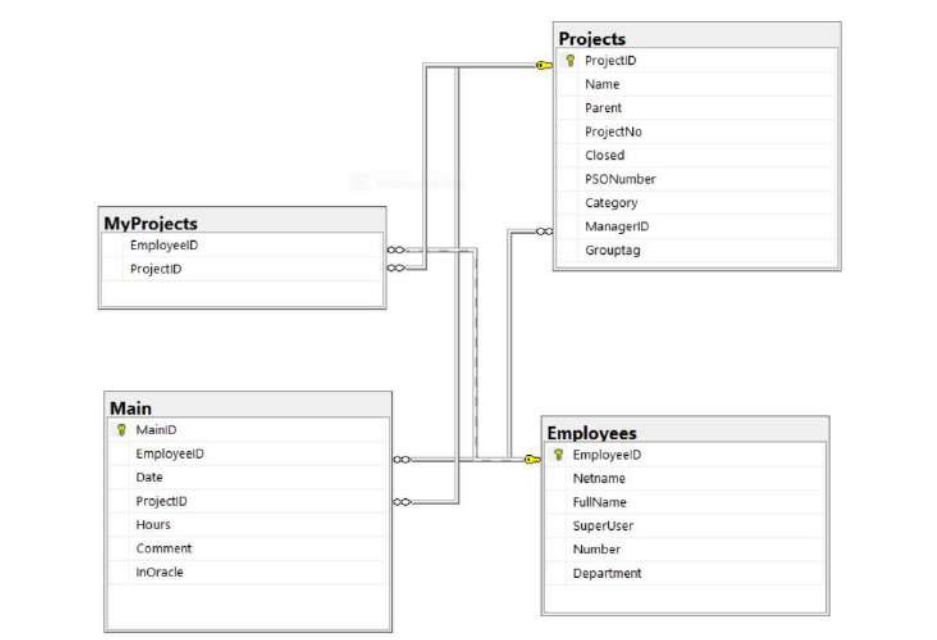 Projects
ProjectID
Name
Parent
ProjectNo
Closed
PSONumber
Category
ManagerID
Grouptag
MyProjects
EmployeeID
ProjectID
Main
MainID
EmployeeID
Date
ProjectID
Hours
Comment
InOracle
Employees
EmployeeID
Netname
FullName
SuperUser
Number
Department